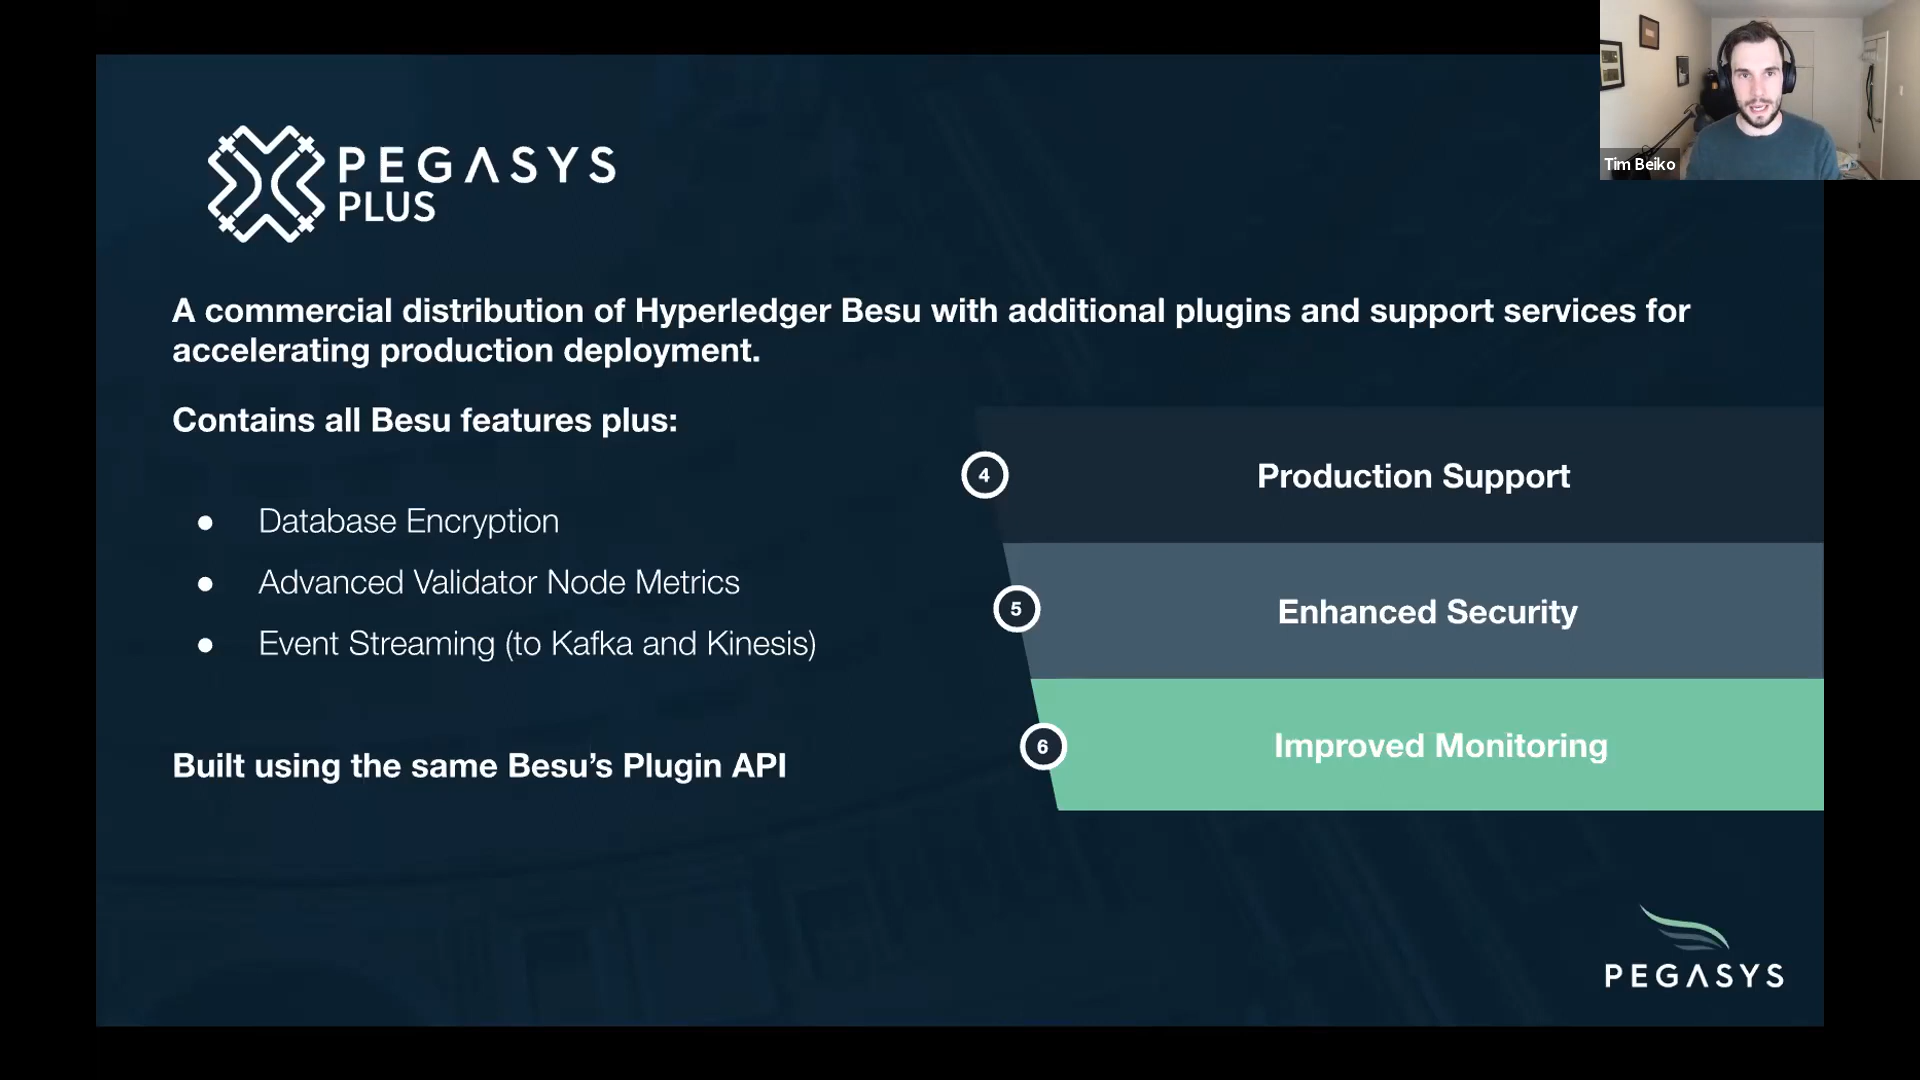 Tim Beiko
PEGASYS
PLUS
A commercial distribution of Hyperledger Besu with additional plugins and support services for
accelerating production deployment.
Contains all Besu features plus:
● Database Encryption
● Advanced Validator Node Metrics
● Event Streaming (to Kafka and Kinesis)
Built using the same Besu’s Plugin API
4 Production Support
5 Enhanced Security
6 Improved Monitoring
PEGASYS